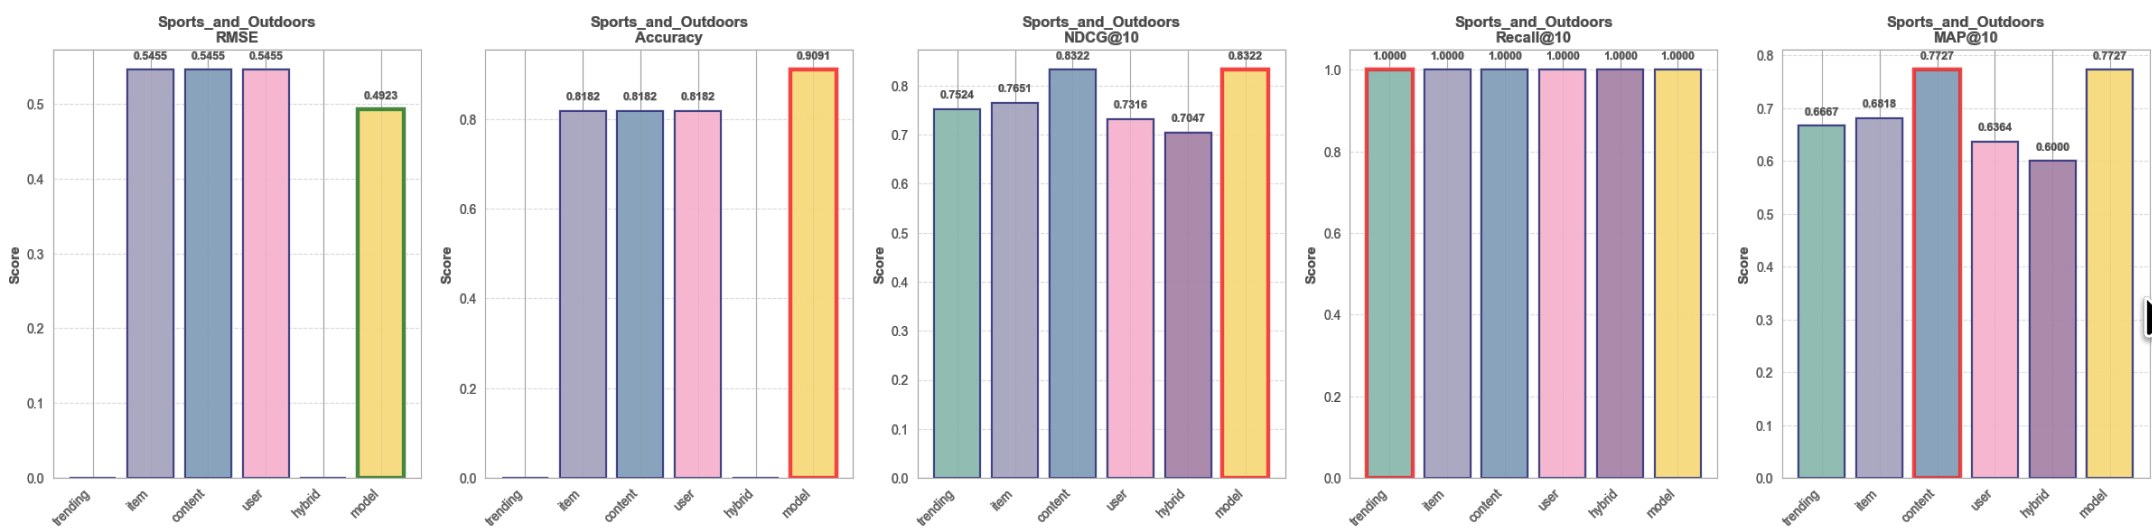 Sports_and_Outdoors
RMSE
0.5455 0.5455 0.5455
0.4923
Score
0.5
0.4
0.3
0.2
0.1
0.0
trending item content user hybrid model
Sports_and_Outdoors
Accuracy
0.9091
0.8182 0.8182 0.8182
Score
0.8
0.6
0.4
0.2
0.0
trending item content user hybrid model
Sports_and_Outdoors
NDCG@10
0.8322 0.8322
0.7524 0.7651
0.7316 0.7047
Score
0.8
0.7
0.6
0.5
0.4
0.3
0.2
0.1
0.0
trending item content user hybrid model
Sports_and_Outdoors
Recall@10
1.0000 1.0000 1.0000 1.0000 1.0000 1.0000
Score
1.0
0.8
0.6
0.4
0.2
0.0
trending item content user hybrid model
Sports_and_Outdoors
MAP@10
0.7727 0.7727
0.6667 0.6818
0.6364 0.6000
Score
0.8
0.7
0.6
0.5
0.4
0.3
0.2
0.1
0.0
trending item content user hybrid model